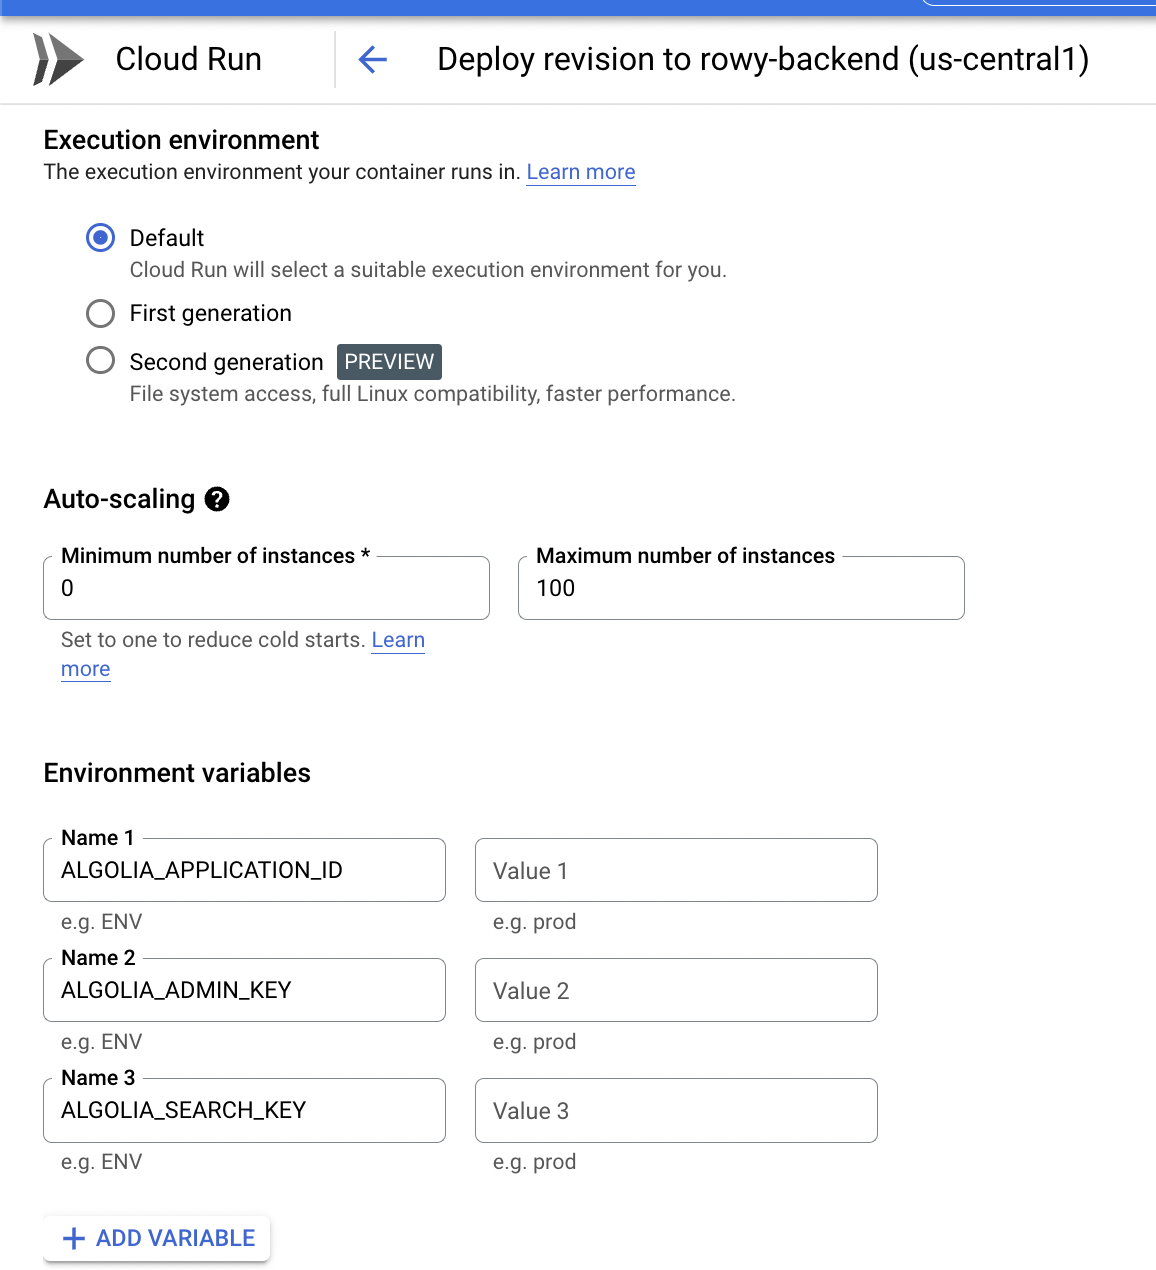 Cloud Run
Deploy revision to rowy-backend (us-central1)
Execution environment
The execution environment your container runs in. Learn more
Default
Cloud Run will select a suitable execution environment for you.
First generation
Second generation PREVIEW
File system access, full Linux compatibility, faster performance.
Auto-scaling
Minimum number of instances *
0
Maximum number of instances
100
Set to one to reduce cold starts. Learn
more
Environment variables
Name 1
ALGOLIA_APPLICATION_ID
Value 1
e.g. ENV
e.g. prod
Name 2
ALGOLIA_ADMIN_KEY
Value 2
e.g. ENV
e.g. prod
Name 3
ALGOLIA_SEARCH_KEY
Value 3
e.g. ENV
e.g. prod
ADD VARIABLE